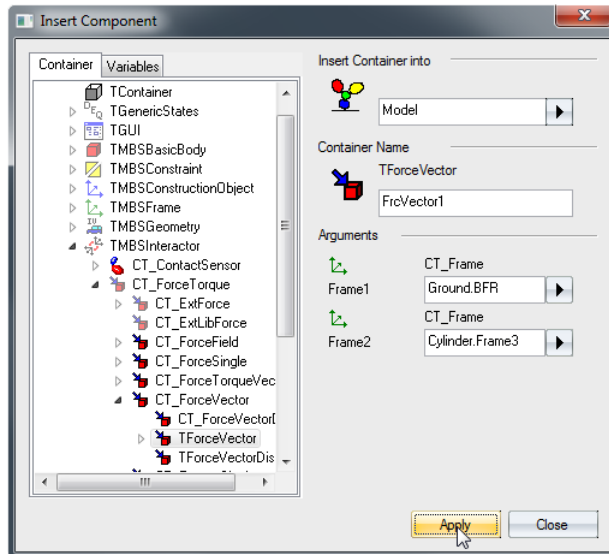 Insert Component
Container
Variables
TContainer
TGenericStates
TGUI
TMBSBasicBody
TMBSConstraint
TMBSConstructionObject
TMBSFrame
TMBSGeometry
TMBSInteractor
CT_ContactSensor
CT_ForceTorque
CT_ExtForce
CT_ExtLibForce
CT_ForceField
CT_ForceSingle
CT_ForceTorqueVec
CT_ForceVector
CT_ForceVectorD
TForceVector
TForceVectorDis
Insert Container into
Model
Container Name
TForceVector
FrcVector1
Arguments
CT_Frame
Frame1
Ground.BFR
CT_Frame
Frame2
Cylinder.Frame3
Apply
Close